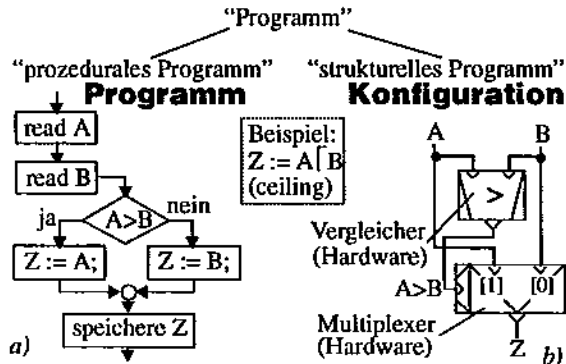 “Programm”
“prozedurales Programm”
Programm
read A
read B
ja
A>B
nein
Z := A;
Z := B;
speichere Z
a)
Beispiel:
Z := A⌈B
(ceiling)
“strukturelles Programm”
Konfiguration
A
B
>
Vergleicher
(Hardware)
A>B
[1]
[0]
Multiplexer
(Hardware)
Z
b)